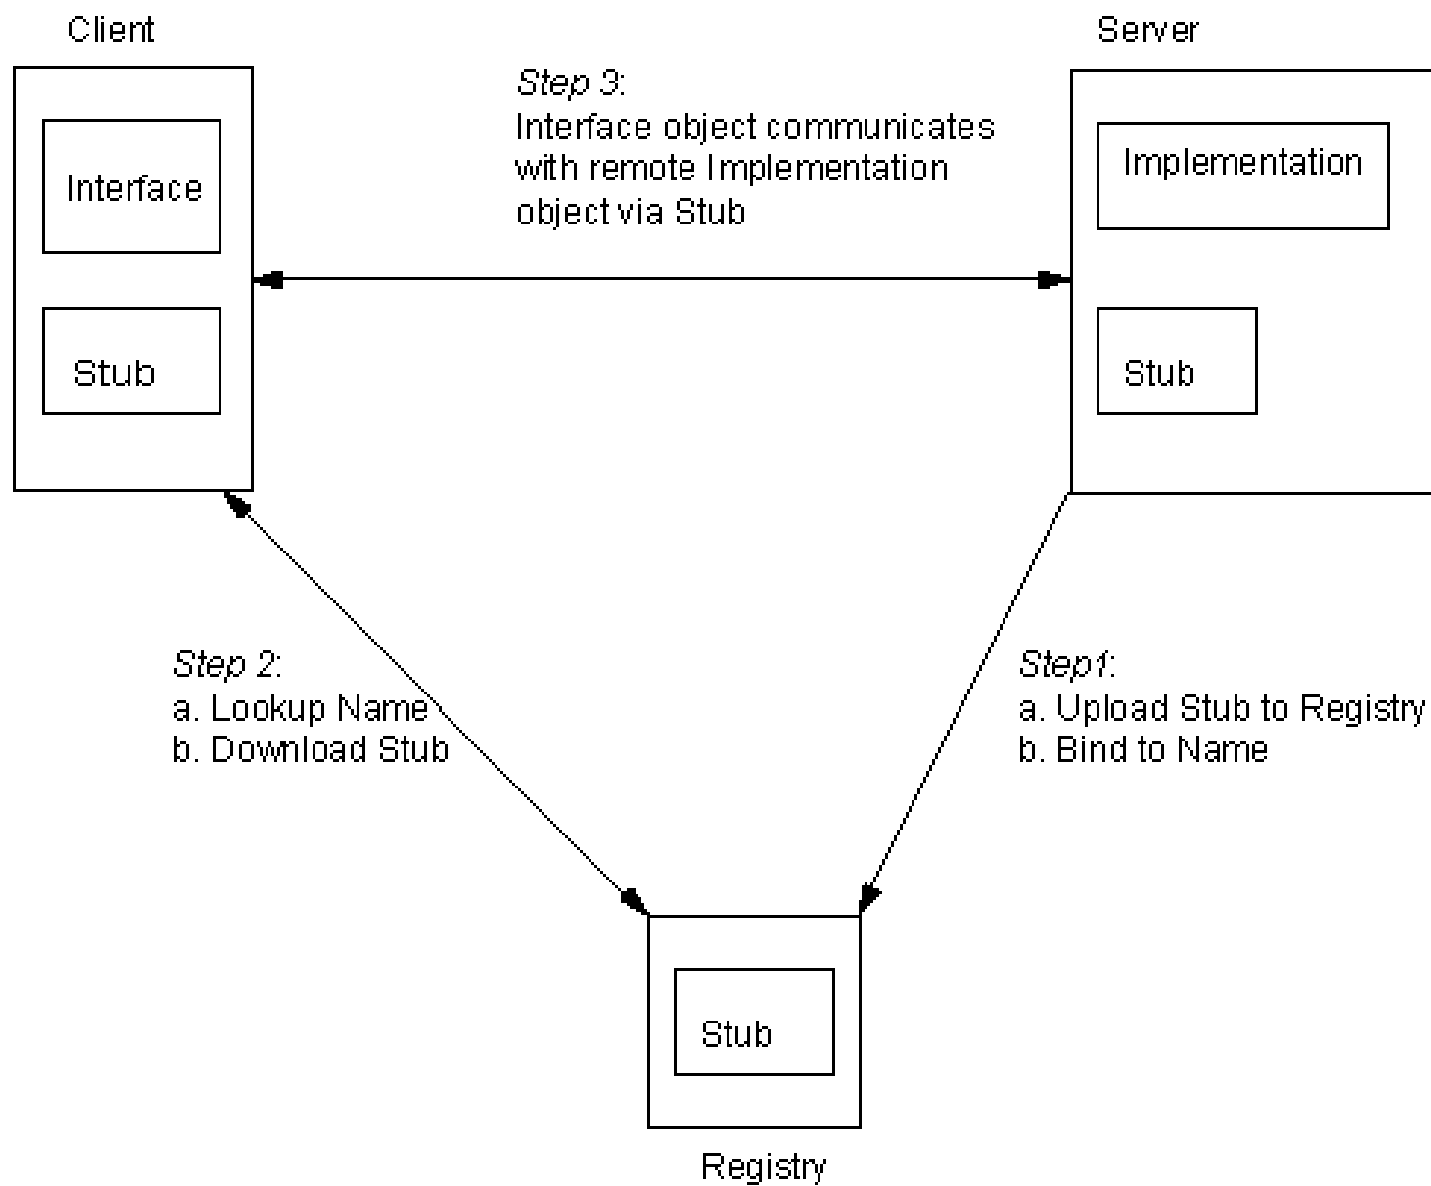 Client
Server
Step 3:
Interface object communicates
with remote Implementation
object via Stub
Interface
Implementation
Stub
Stub
Step 2:
a. Lookup Name
b. Download Stub
Step1:
a. Upload Stub to Registry
b. Bind to Name
Stub
Registry